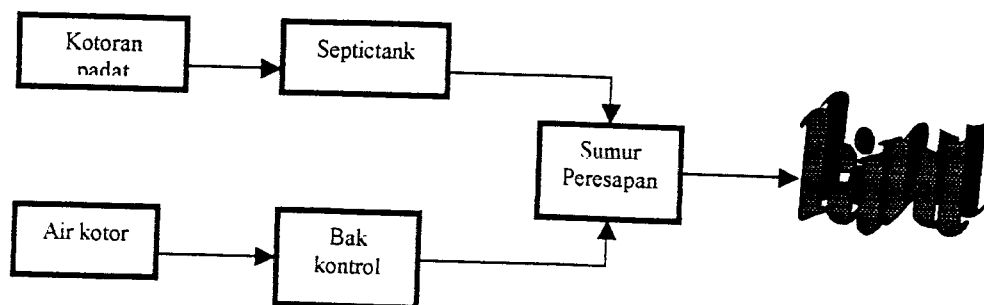 Kotoran
padat
Septictank
Sumur
Peresapan
Air kotor
Bak
kontrol